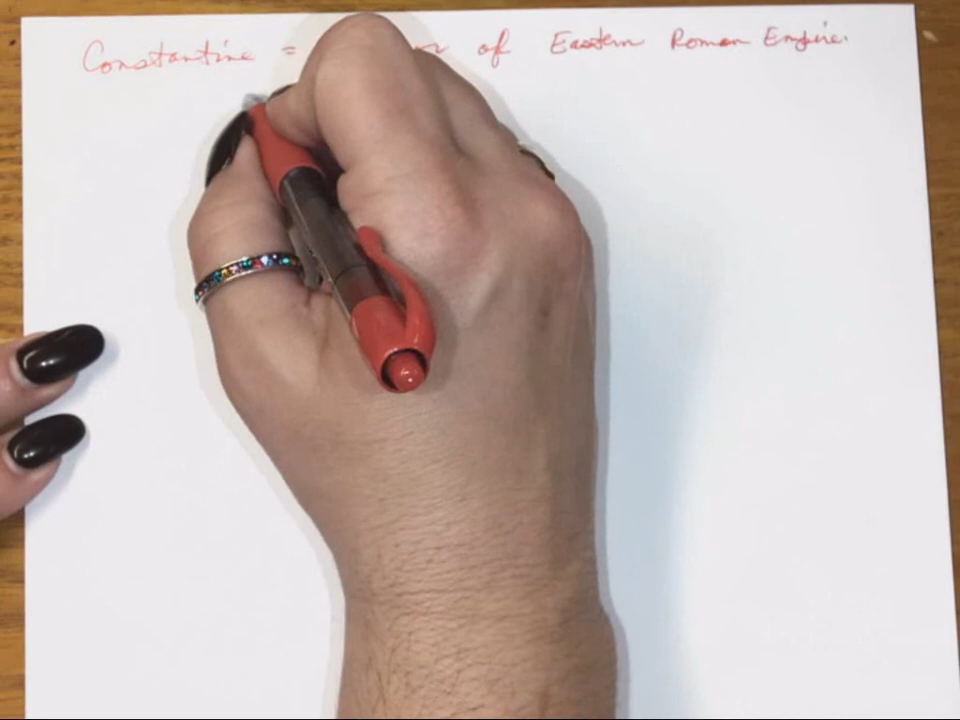 Constantine = of Eastern Roman Empire.